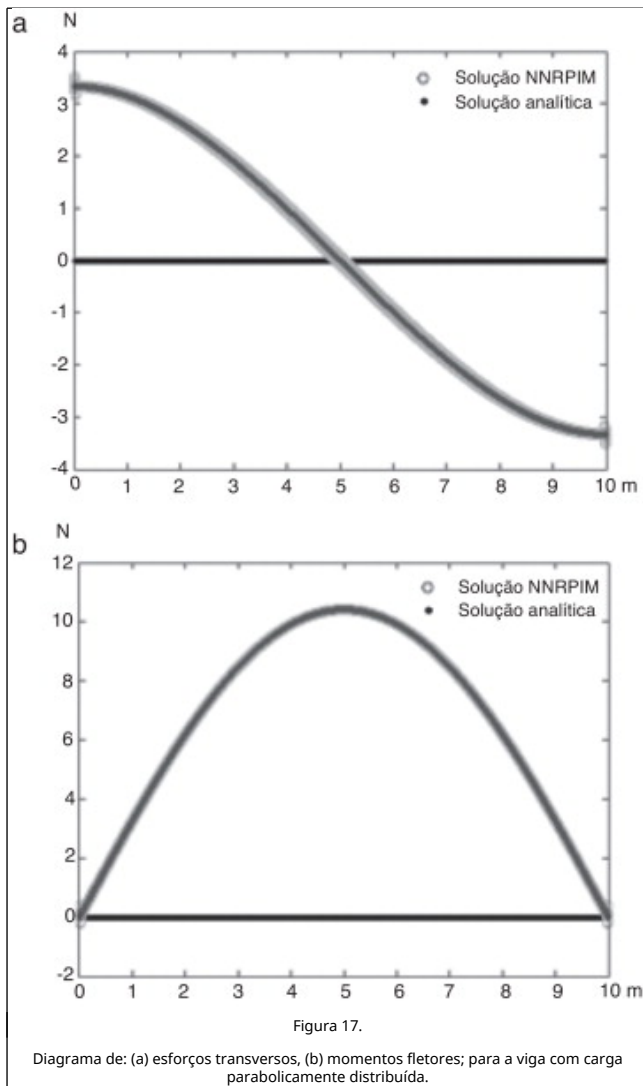 a
N
4
3
2
1
0
-1
-2
-3
-4
Solução NNRPIM
Solução analítica
0 1 2 3 4 5 6 7 8 9 10 m
b
N
12
10
8
6
4
2
0
-2
Solução NNRPIM
Solução analítica
0 1 2 3 4 5 6 7 8 9 10 m
Figura 17.
Diagrama de: (a) esforços transversos, (b) momentos fletores; para a viga com carga
parabolicamente distribuída.